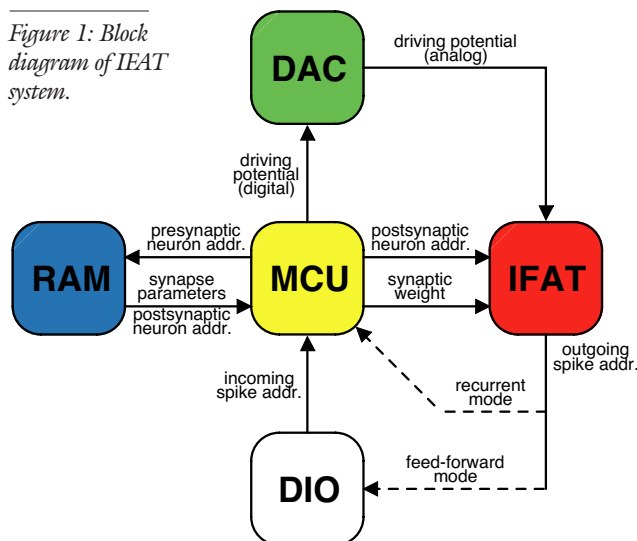 Figure 1: Block
diagram of IFAT
system.
DAC
driving potential
(analog)
driving
potential
(digital)
presynaptic
neuron addr.
postsynaptic
neuron addr.
RAM
MCU
IFAT
synapse
parameters
postsynaptic
neuron addr.
synaptic
weight
outgoing
spike addr.
incoming
spike addr.
recurrent
mode
feed-forward
mode
DIO